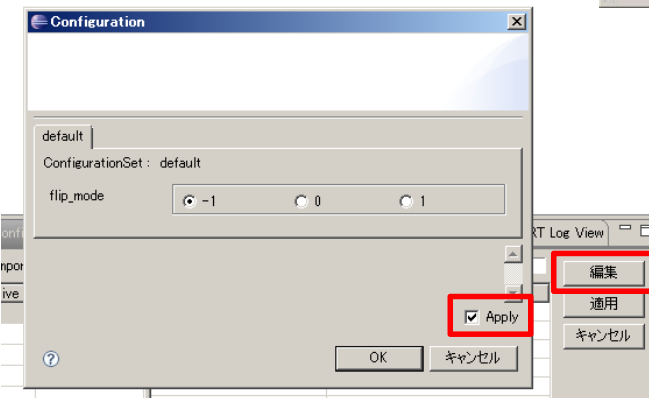 Configuration
default
ConfigurationSet : default
flip_mode
-1
0
1
RT Log View
ive
編集
適用
Apply
キャンセル
OK
キャンセル